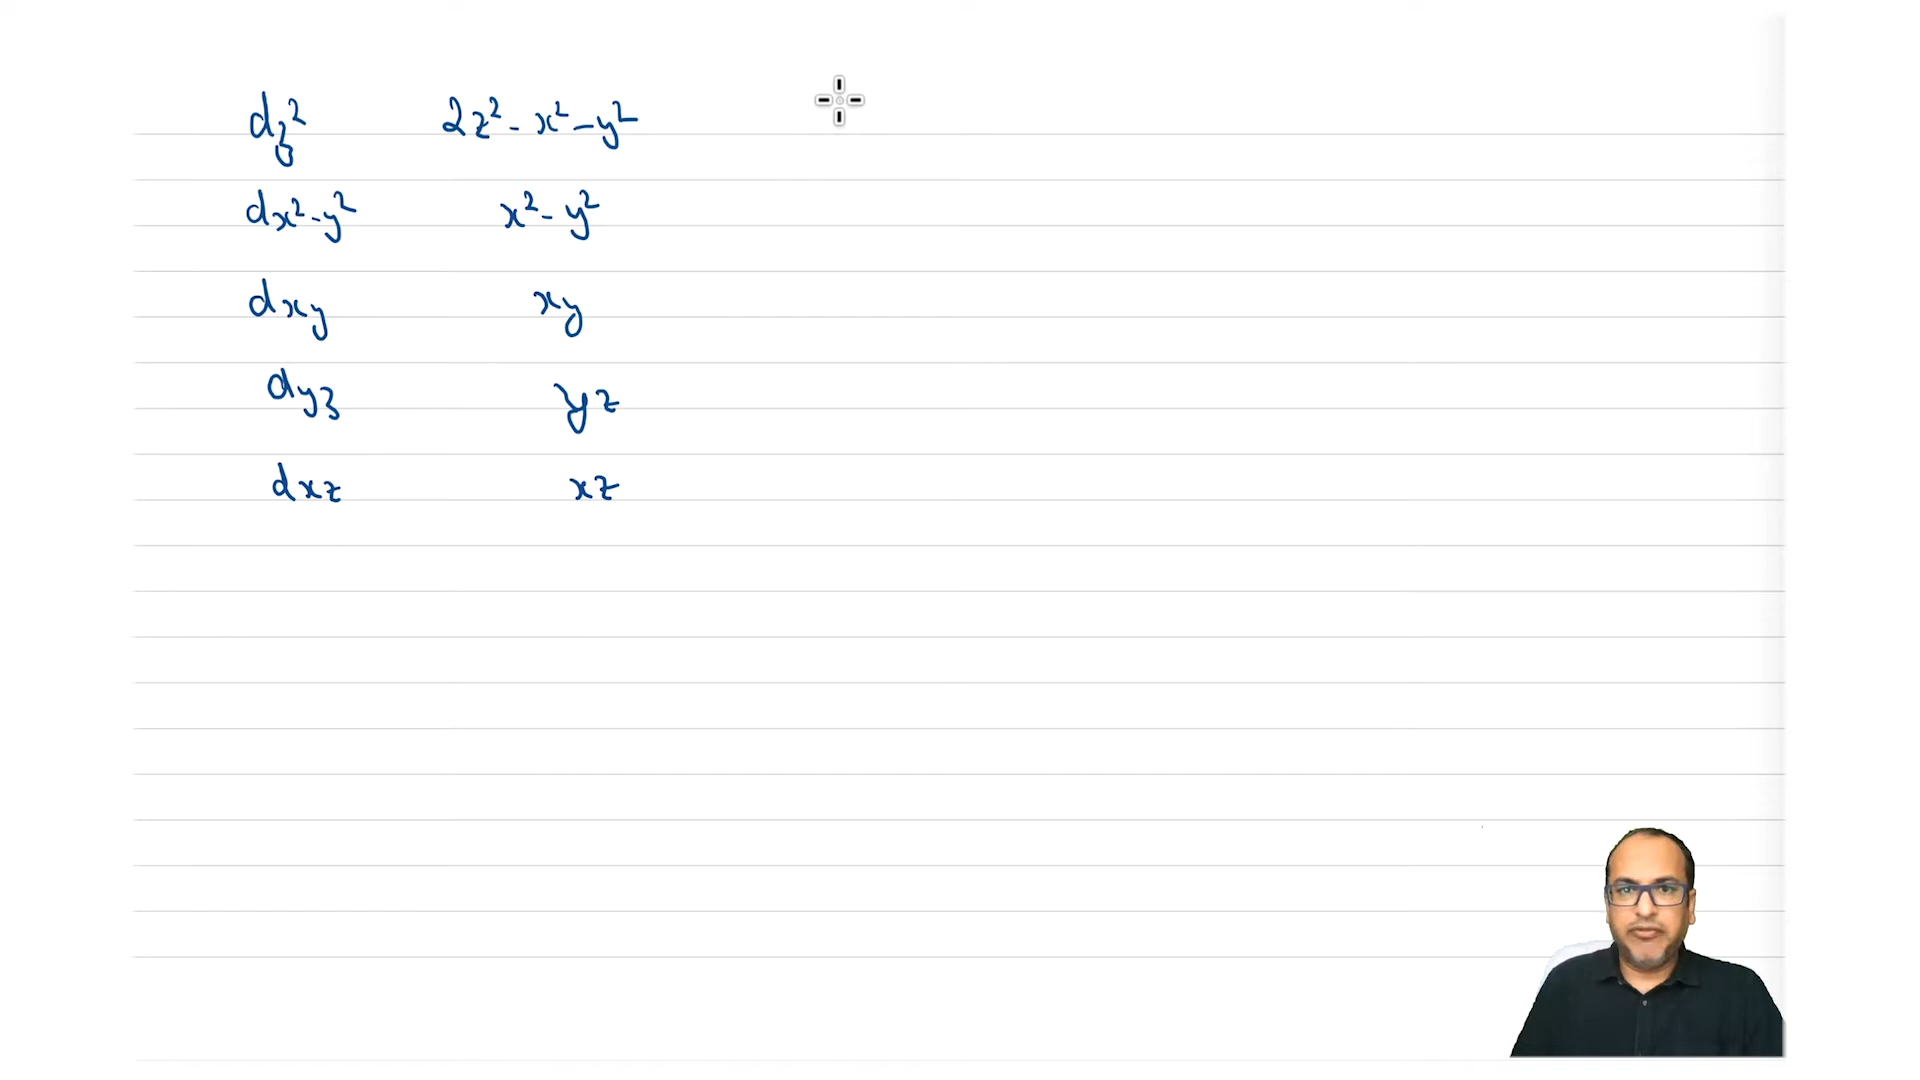 dz² 2z² - x² - y²
dx² - y² x² - y²
dxy xy
dyz yz
dxz xz